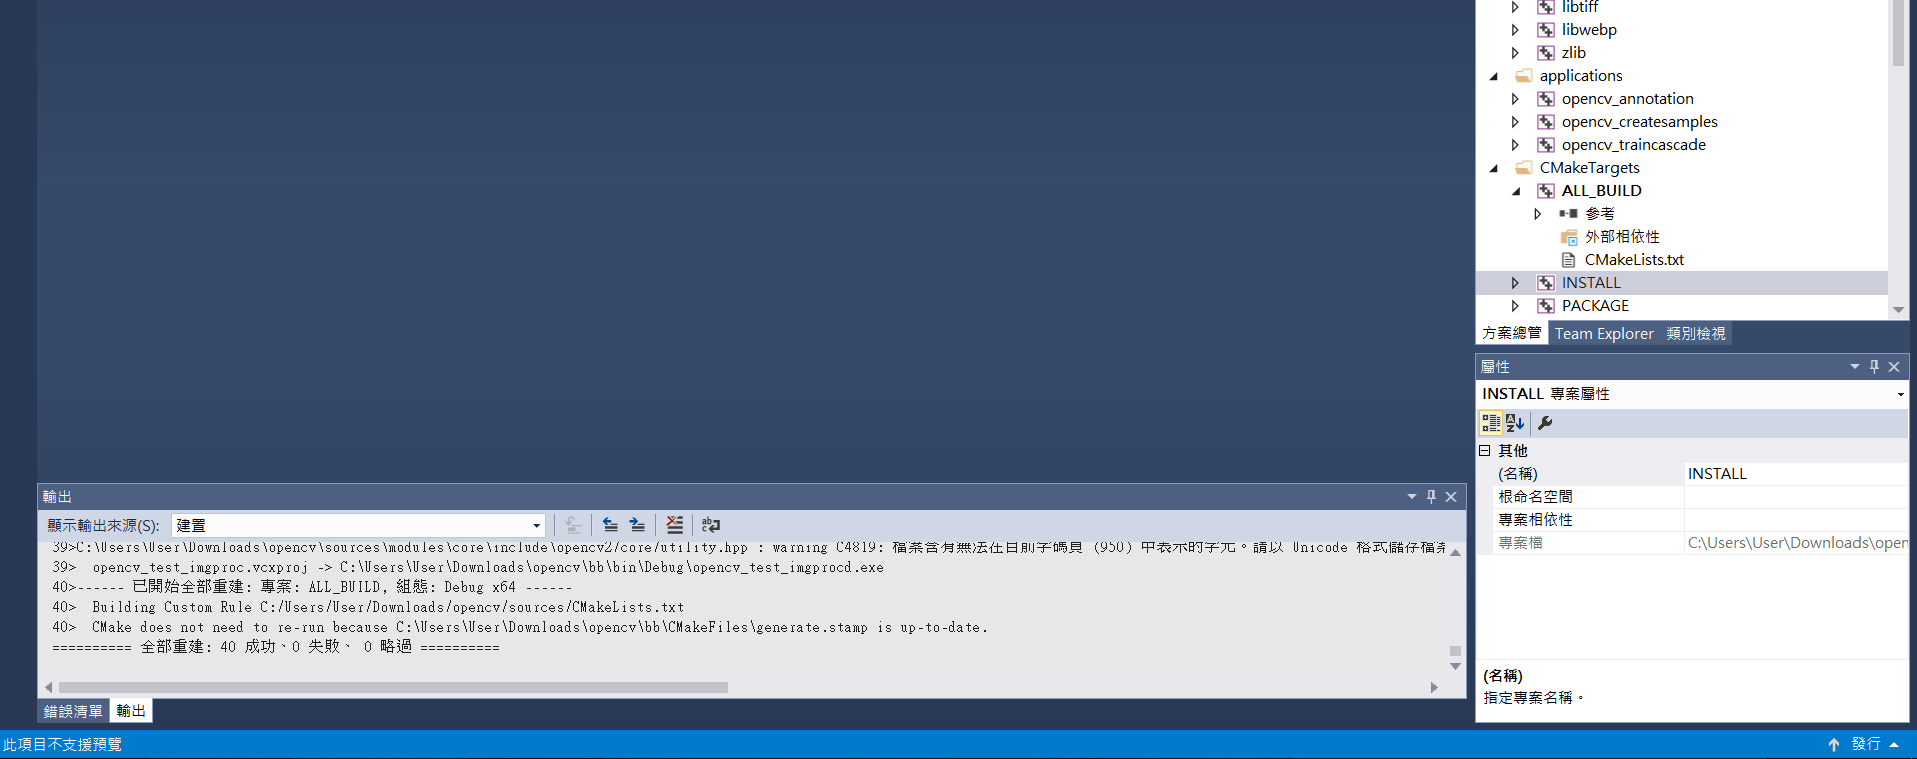 libtiff
libwebp
zlib
applications
opencv_annotation
opencv_createsamples
opencv_traincascade
CMakeTargets
ALL_BUILD
參考
外部相依性
CMakeLists.txt
INSTALL
PACKAGE
方案總管 Team Explorer 類別檢視
屬性
INSTALL 專案屬性
其他
(名稱) INSTALL
根命名空間
專案相依性
專案檔 C:\Users\User\Downloads\open
(名稱)
指定專案名稱。
輸出
顯示輸出來源(S): 建置
39>C:\Users\User\Downloads\opencv\sources\modules\core\include\opencv2/core/utility.hpp : warning C4819: 檔案含有無法在目前字碼頁 (950) 中表示的字元。請以 Unicode 格式儲存檔案
39>  opencv_test_imgproc.vcxproj -> C:\Users\User\Downloads\opencv\bb\bin\Debug\opencv_test_imgprocd.exe
40>------ 已開始全部重建: 專案: ALL_BUILD, 組態: Debug x64 ------
40>  Building Custom Rule C:/Users/User/Downloads/opencv/sources/CMakeLists.txt
40>  CMake does not need to re-run because C:\Users\User\Downloads\opencv\bb\CMakeFiles\generate.stamp is up-to-date.
========== 全部重建: 40 成功、0 失敗、 0 略過 ==========
錯誤清單 輸出
此項目不支援預覽 發行